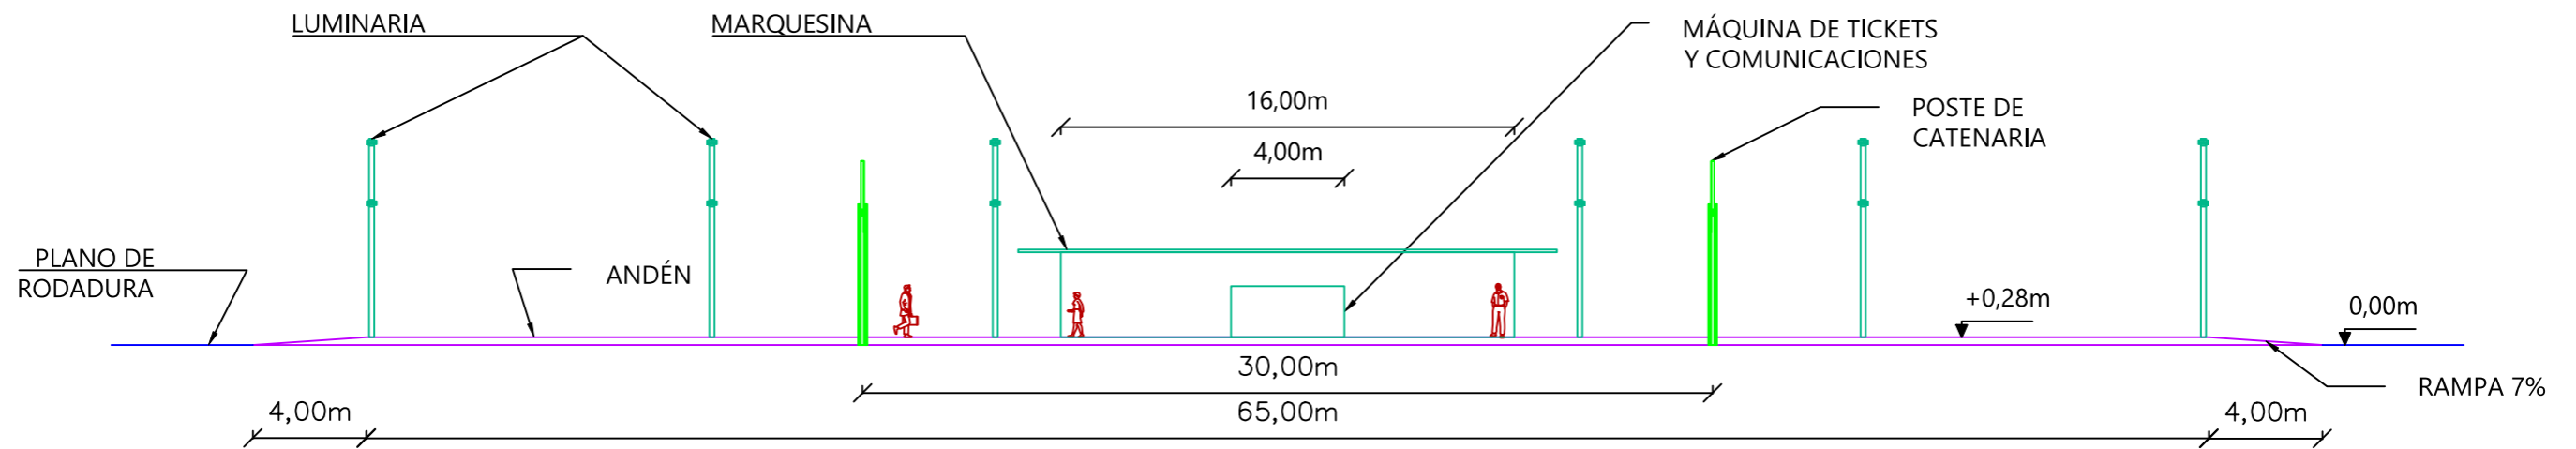 LUMINARIA
MARQUESINA
MÁQUINA DE TICKETS
Y COMUNICACIONES
16,00m
POSTE DE
CATENARIA
4,00m
PLANO DE
RODADURA
ANDÉN
+0,28m
0,00m
30,00m
RAMPA 7%
4,00m
65,00m
4,00m